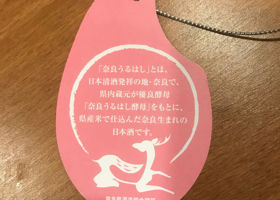 「奈良うるはし」とは、
日本清酒発祥の地・奈良で、
県内蔵元が優良酵母
「奈良うるはし酵母」をもとに、
県産米で仕込んだ奈良生まれの
日本酒です。